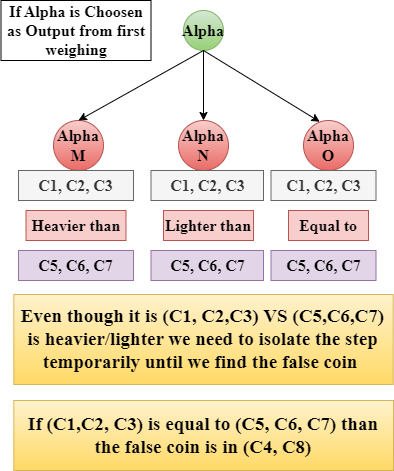 If Alpha is Choosen
as Output from first
weighing
Alpha
Alpha
M
Alpha
N
Alpha
O
C1, C2, C3
C1, C2, C3
C1, C2, C3
Heavier than
Lighter than
Equal to
C5, C6, C7
C5, C6, C7
C5, C6, C7
Even though it is (C1, C2,C3) VS (C5,C6,C7)
is heavier/lighter we need to isolate the step
temporarily until we find the false coin
If (C1,C2, C3) is equal to (C5, C6, C7) than
the false coin is in (C4, C8)